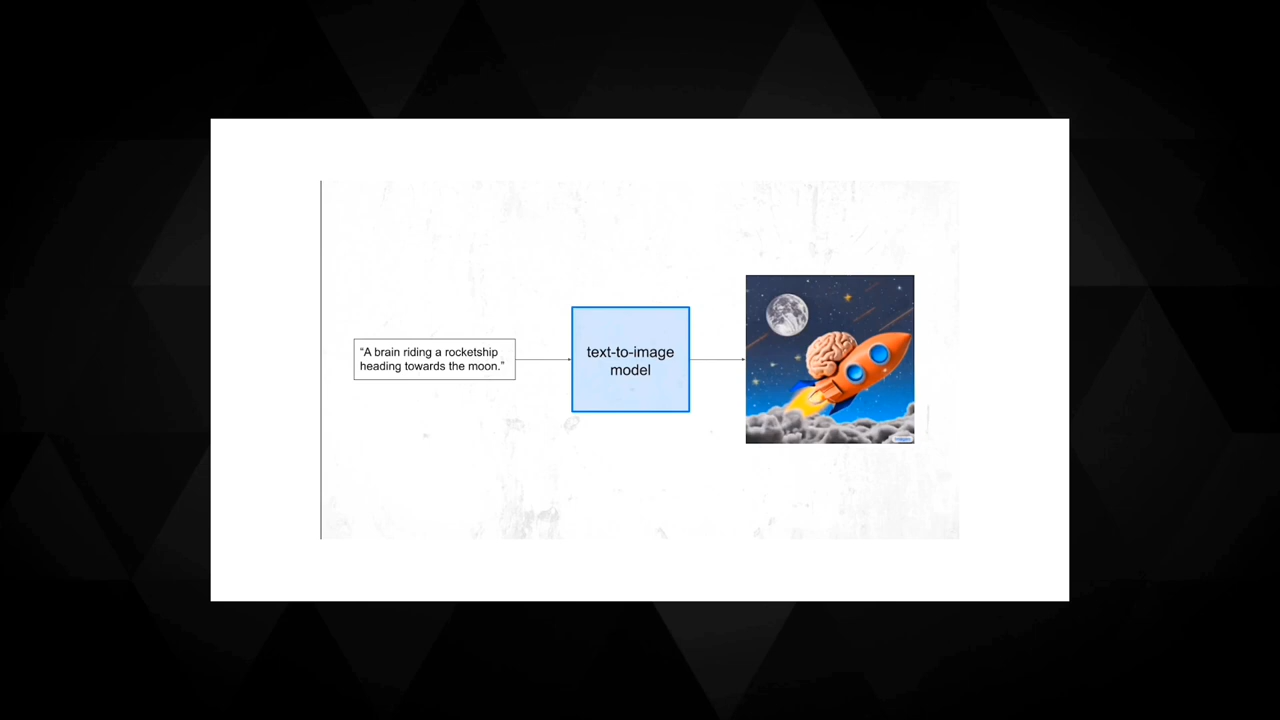 “A brain riding a rocketship
heading towards the moon.”
text-to-image
model